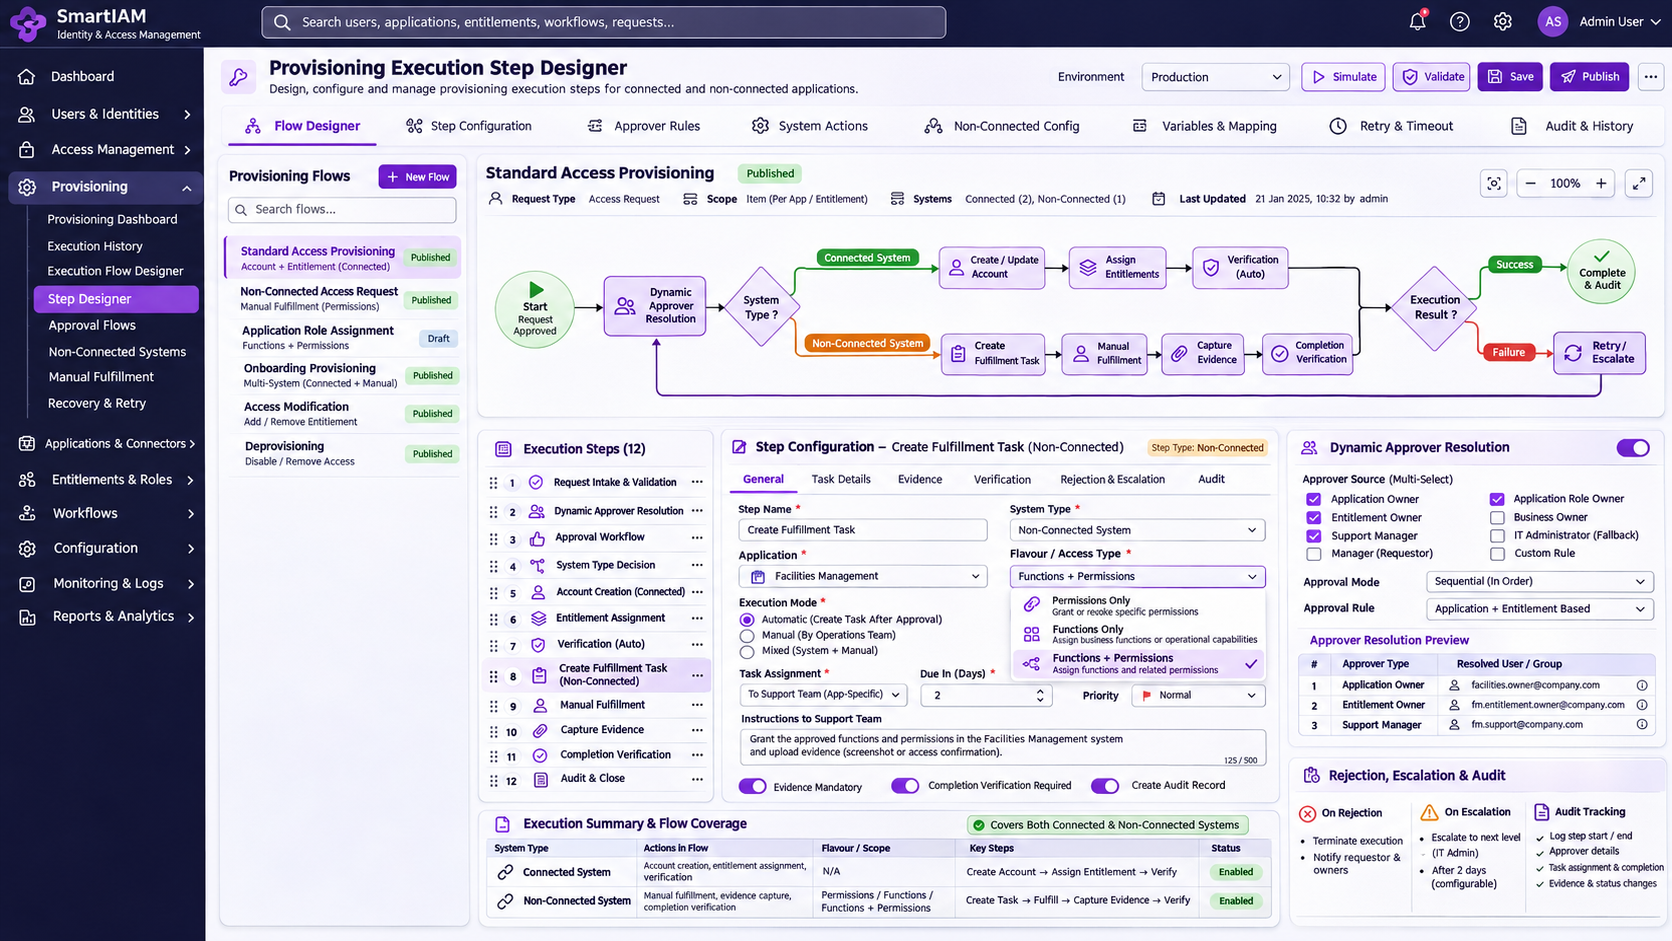 SmartIAM
Identity & Access Management
Search users, applications, entitlements, workflows, requests...
AS
Admin User
Dashboard
Users & Identities
Access Management
Provisioning
Provisioning Dashboard
Execution History
Execution Flow Designer
Step Designer
Approval Flows
Non-Connected Systems
Manual Fulfillment
Recovery & Retry
Applications & Connectors
Entitlements & Roles
Workflows
Configuration
Monitoring & Logs
Reports & Analytics
Provisioning Execution Step Designer
Design, configure and manage provisioning execution steps for connected and non-connected applications.
Environment
Production
Simulate
Validate
Save
Publish
Flow Designer
Step Configuration
Approver Rules
System Actions
Non-Connected Config
Variables & Mapping
Retry & Timeout
Audit & History
Provisioning Flows
+ New Flow
Search flows...
Standard Access Provisioning
Account + Entitlement (Connected)
Published
Non-Connected Access Request
Manual Fulfillment (Permissions)
Published
Application Role Assignment
Functions + Permissions
Draft
Onboarding Provisioning
Multi-System (Connected + Manual)
Published
Access Modification
Add / Remove Entitlement
Published
Deprovisioning
Disable / Remove Access
Published
Standard Access Provisioning
Published
Request Type Access Request
Scope Item (Per App / Entitlement)
Systems Connected (2), Non-Connected (1)
Last Updated 21 Jan 2025, 10:32 by admin
100%
Start
Request
Approved
Dynamic
Approver
Resolution
System
Type ?
Connected System
Create / Update
Account
Assign
Entitlements
Verification
(Auto)
Non-Connected System
Create
Fulfillment Task
Manual
Fulfillment
Capture
Evidence
Completion
Verification
Execution
Result ?
Success
Complete
& Audit
Failure
Retry /
Escalate
Execution Steps (12)
1 Request Intake & Validation
2 Dynamic Approver Resolution
3 Approval Workflow
4 System Type Decision
5 Account Creation (Connected)
6 Entitlement Assignment
7 Verification (Auto)
8 Create Fulfillment Task
(Non-Connected)
9 Manual Fulfillment
10 Capture Evidence
11 Completion Verification
12 Audit & Close
Step Configuration – Create Fulfillment Task (Non-Connected)
Step Type: Non-Connected
General
Task Details
Evidence
Verification
Rejection & Escalation
Audit
Step Name *
Create Fulfillment Task
System Type *
Non-Connected System
Application *
Facilities Management
Flavour / Access Type *
Functions + Permissions
Permissions Only
Grant or revoke specific permissions
Functions Only
Assign business functions or operational capabilities
Functions + Permissions
Assign functions and related permissions
Execution Mode *
Automatic (Create Task After Approval)
Manual (By Operations Team)
Mixed (System + Manual)
Task Assignment *
To Support Team (App-Specific)
Due In (Days) *
2
Priority
Normal
Instructions to Support Team
Grant the approved functions and permissions in the Facilities Management system
and upload evidence (screenshot or access confirmation).
125 / 500
Evidence Mandatory
Completion Verification Required
Create Audit Record
Execution Summary & Flow Coverage
Covers Both Connected & Non-Connected Systems
System Type Actions in Flow Flavour / Scope Key Steps Status
Connected System
Account creation, entitlement assignment,
verification
N/A
Create Account → Assign Entitlement → Verify
Enabled
Non-Connected System
Manual fulfillment, evidence capture,
completion verification
Permissions / Functions /
Functions + Permissions
Create Task → Fulfill → Capture Evidence → Verify
Enabled
Dynamic Approver Resolution
Approver Source (Multi-Select)
Application Owner
Application Role Owner
Entitlement Owner
Business Owner
Support Manager
IT Administrator (Fallback)
Manager (Requestor)
Custom Rule
Approval Mode
Sequential (In Order)
Approval Rule
Application + Entitlement Based
Approver Resolution Preview
# Approver Type Resolved User / Group
1 Application Owner facilities.owner@company.com
2 Entitlement Owner fm.entitlement.owner@company.com
3 Support Manager fm.support@company.com
Rejection, Escalation & Audit
On Rejection
• Terminate execution
• Notify requestor &
owners
On Escalation
• Escalate to next level
(IT Admin)
• After 2 days
(configurable)
Audit Tracking
Log step start / end
Approver details
Task assignment & completion
Evidence & status changes